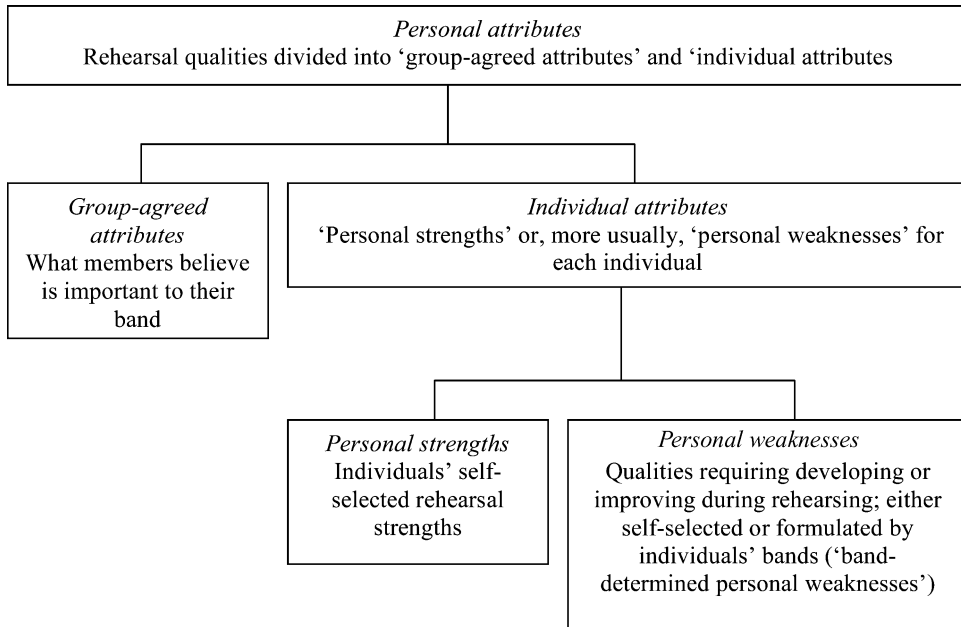 Personal attributes
Rehearsal qualities divided into ‘group-agreed attributes’ and ‘individual attributes
Group-agreed
attributes
What members believe
is important to their
band
Individual attributes
‘Personal strengths’ or, more usually, ‘personal weaknesses’ for
each individual
Personal strengths
Individuals’ self-
selected rehearsal
strengths
Personal weaknesses
Qualities requiring developing or
improving during rehearsing; either
self-selected or formulated by
individuals’ bands (‘band-
determined personal weaknesses’)